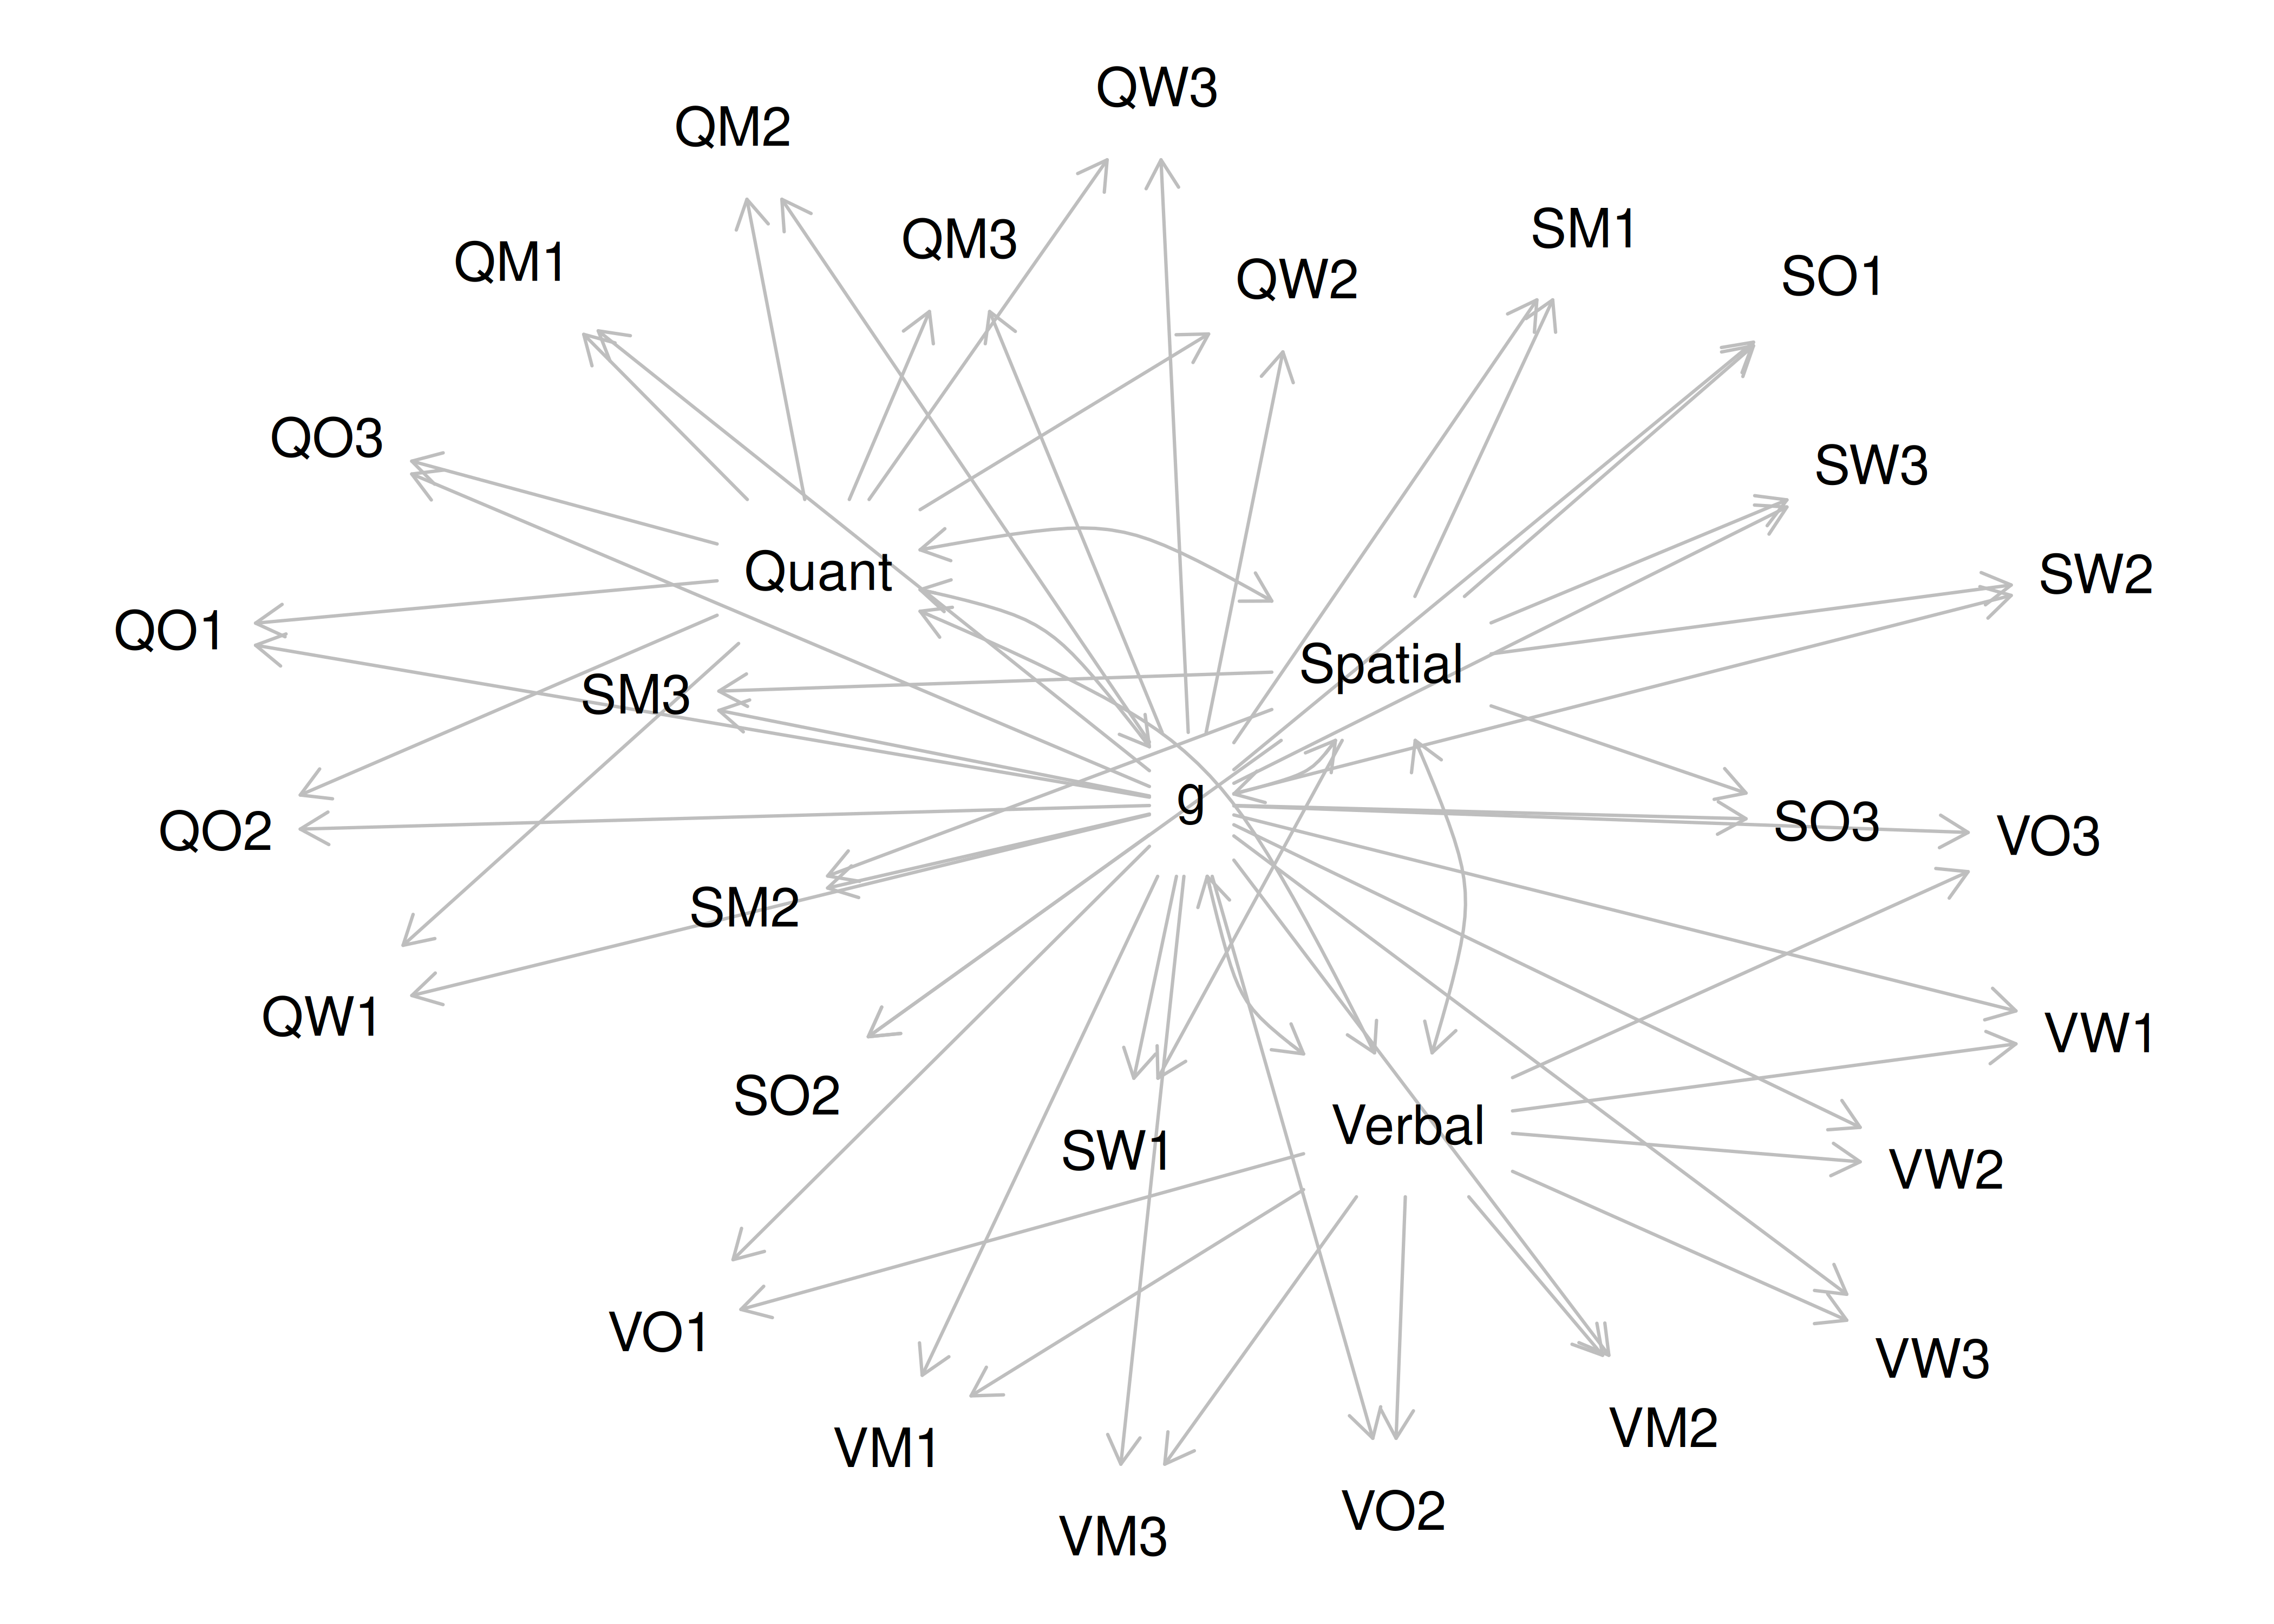 QW3
QM2
SM1
QM3
QM1
SO1
QW2
QO3
SW3
Quant
SW2
QO1
Spatial
SM3
g
SO3
QO2
VO3
SM2
QW1
VW1
SO2
Verbal
SW1
VW2
VO1
VW3
VM2
VM1
VO2
VM3